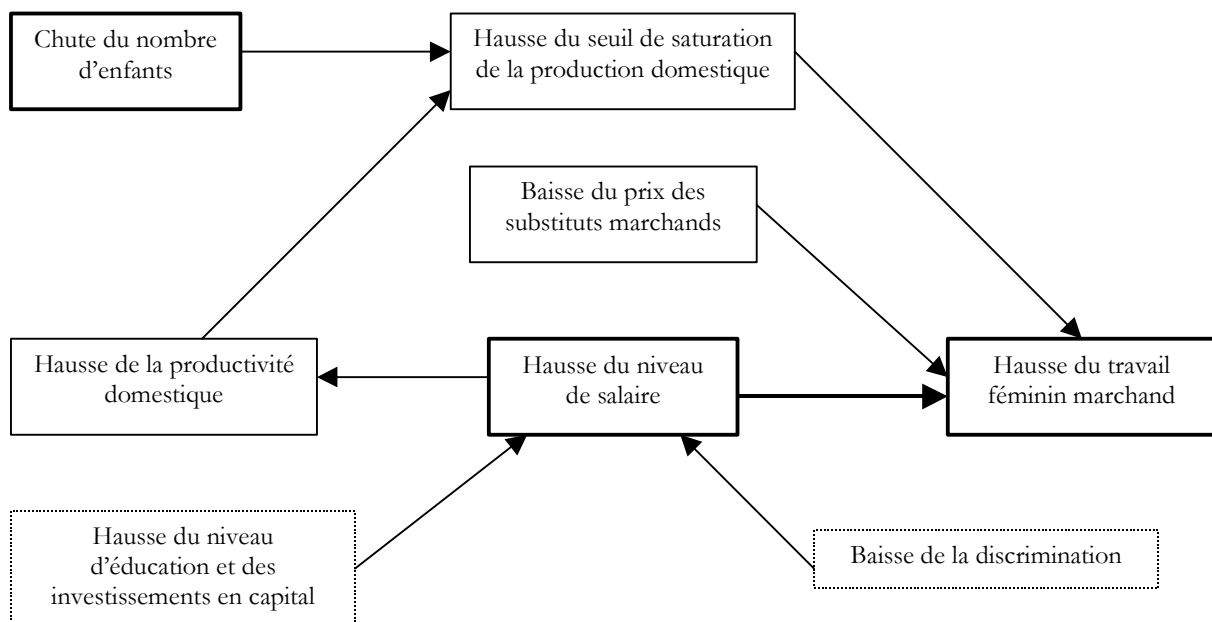 Chute du nombre
d'enfants
Hausse du seuil de saturation
de la production domestique
Baisse du prix des
substituts marchands
Hausse de la productivité
domestique
Hausse du niveau
de salaire
Hausse du travail
féminin marchand
Hausse du niveau
d'éducation et des
investissements en capital
Baisse de la discrimination